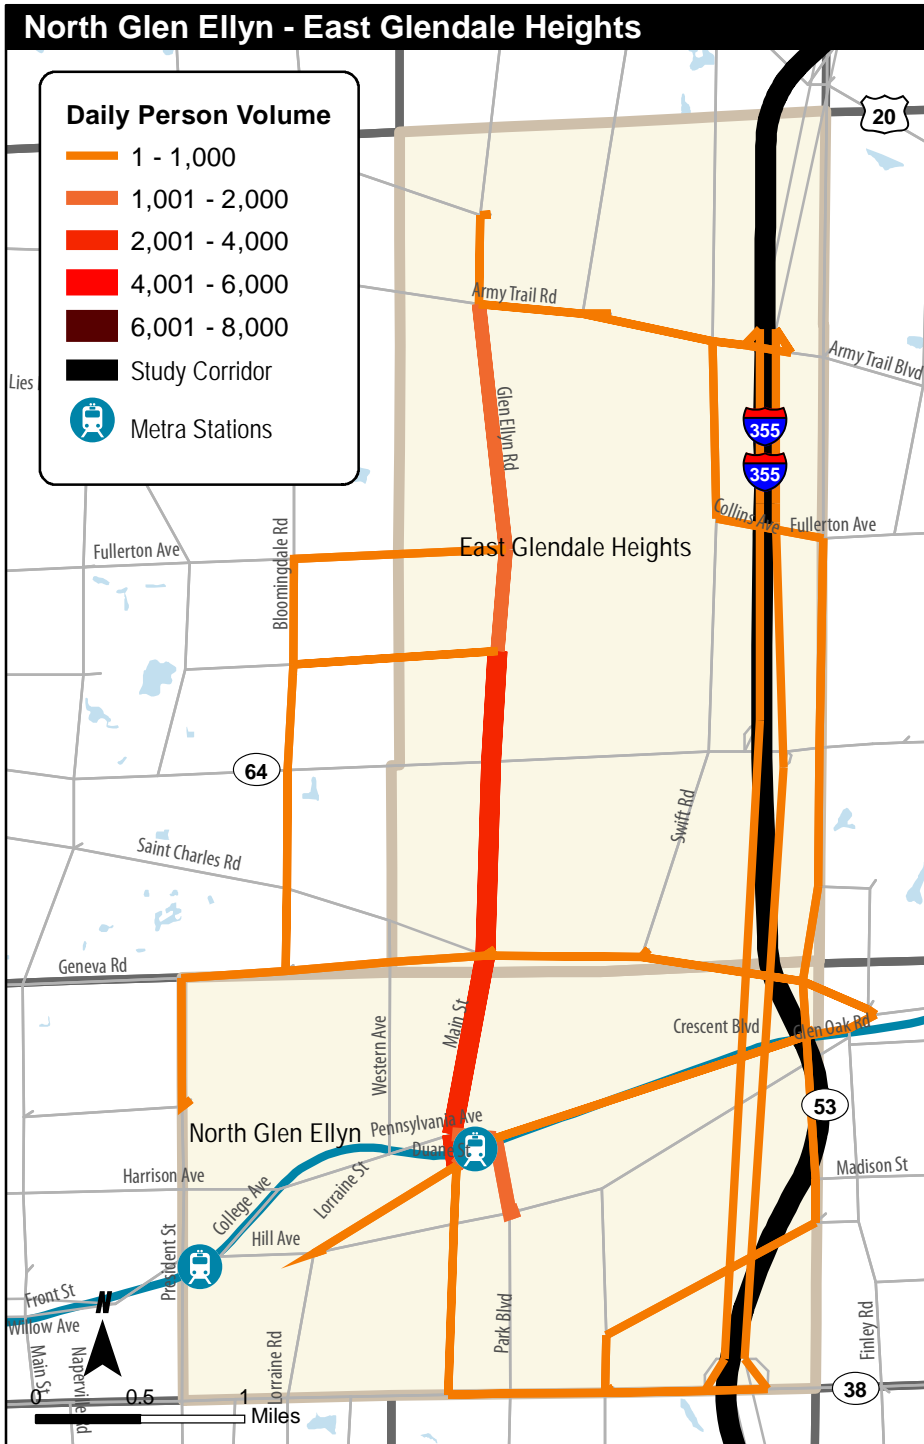 North Glen Ellyn - East Glendale Heights
Daily Person Volume
1 - 1,000
1,001 - 2,000
2,001 - 4,000
4,001 - 6,000
6,001 - 8,000
Study Corridor
Metra Stations
20
Army Trail Rd
Army Trail Blvd
Lies
Glen Ellyn Rd
355
355
Collins Ave
Fullerton Ave
Bloomingdale Rd
Fullerton Ave
East Glendale Heights
64
Swift Rd
Saint Charles Rd
Geneva Rd
Main St
Western Ave
Crescent Blvd
Glen Oak Rd
53
Pennsylvania Ave
North Glen Ellyn
Duane St
Harrison Ave
Madison St
College Ave
Lorraine St
Hill Ave
President St
Front St
N
Willow Ave
Main St
Naperville Rd
Lorraine Rd
Park Blvd
Finley Rd
38
0 0.5 1
Miles